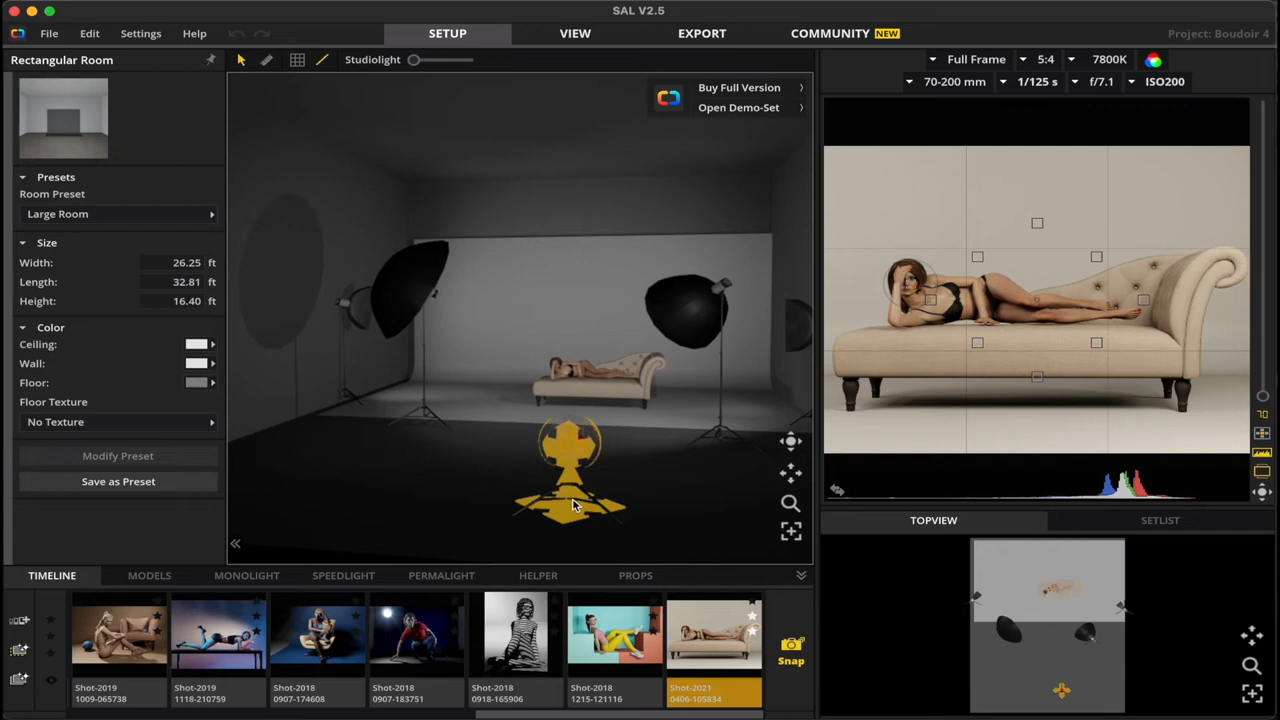 SAL V2.5
File Edit Settings Help SETUP VIEW EXPORT COMMUNITY NEW Project: Boudoir 4
Rectangular Room
Studiolight
Buy Full Version
Open Demo-Set
Presets
Room Preset
Large Room
Size
Width: 26.25 ft
Length: 32.81 ft
Height: 16.40 ft
Color
Ceiling:
Wall:
Floor:
Floor Texture
No Texture
Modify Preset
Save as Preset
Full Frame 5:4 7800K
70-200 mm 1/125 s f/7.1 ISO200
70
TOPVIEW SETLIST
TIMELINE MODELS MONOLIGHT SPEEDLIGHT PERMALIGHT HELPER PROPS
Shot-2019
1009-065738
Shot-2019
1118-210759
Shot-2018
0907-174608
Shot-2018
0907-183751
Shot-2018
0918-165906
Shot-2018
1215-121116
Shot-2021
0406-105834
Snap